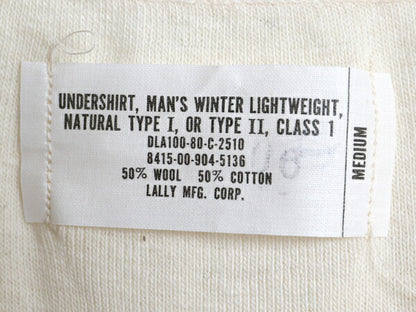 UNDERSHIRT, MAN'S WINTER LIGHTWEIGHT,
NATURAL TYPE I, OR TYPE II, CLASS 1
DLA100-80-C-2510
8415-00-904-5136
50% WOOL 50% COTTON
LALLY MFG. CORP.
MEDIUM